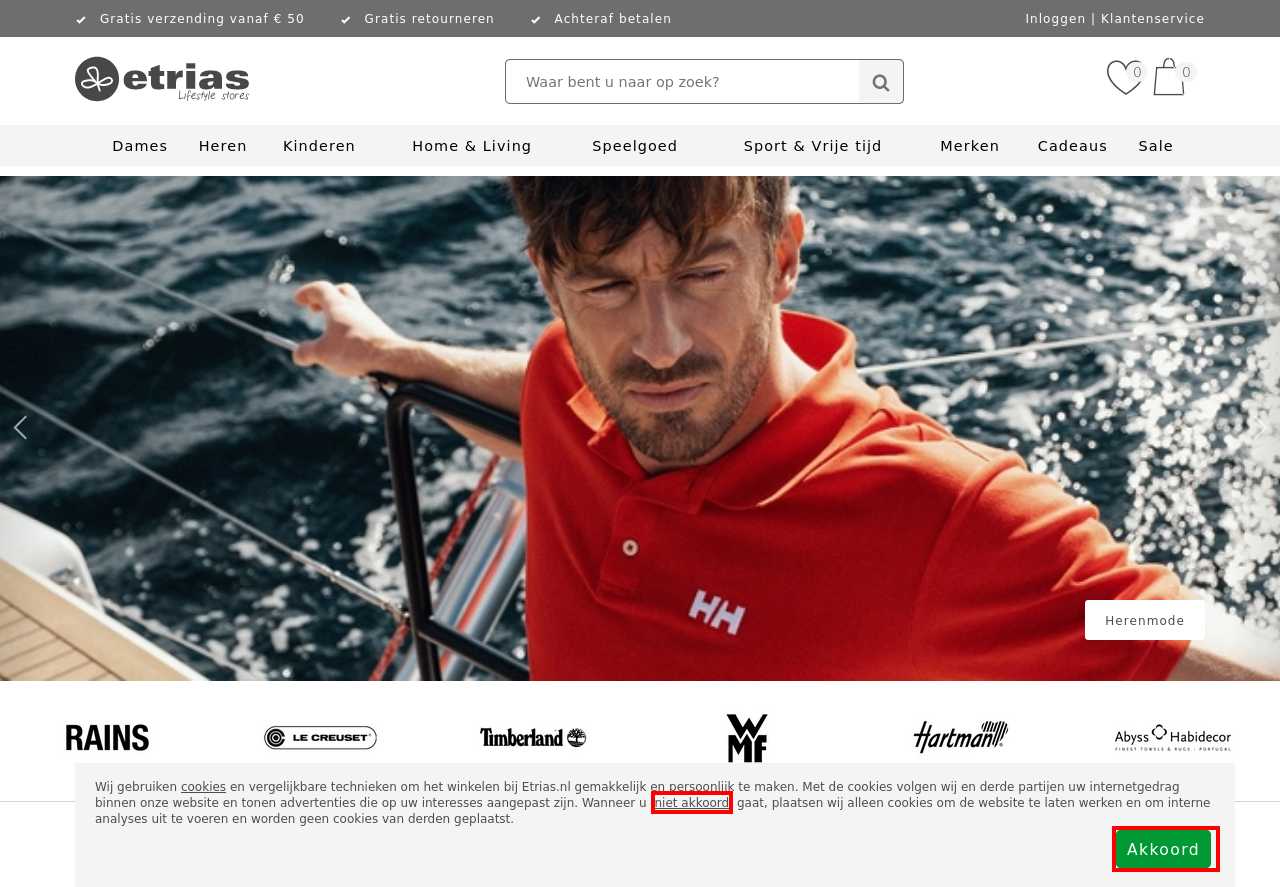 Gratis verzending vanaf € 50 Gratis retourneren Achteraf betalen Inloggen | Klantenservice
etrias
Lifestyle stores
Waar bent u naar op zoek?
0 0
Dames Heren Kinderen Home & Living Speelgoed Sport & Vrije tijd Merken Cadeaus Sale
HH
Herenmode
RAINS LE CREUSET Timberland WMF Hartman Abyss Habidecor
FINEST TOWELS & RUGS - PORTUGAL
Wij gebruiken cookies en vergelijkbare technieken om het winkelen bij Etrias.nl gemakkelijk en persoonlijk te maken. Met de cookies volgen wij en derde partijen uw internetgedrag
binnen onze website en tonen advertenties die op uw interesses aangepast zijn. Wanneer u niet akkoord gaat, plaatsen wij alleen cookies om de website te laten werken en om interne
analyses uit te voeren en worden geen cookies van derden geplaatst.
Akkoord